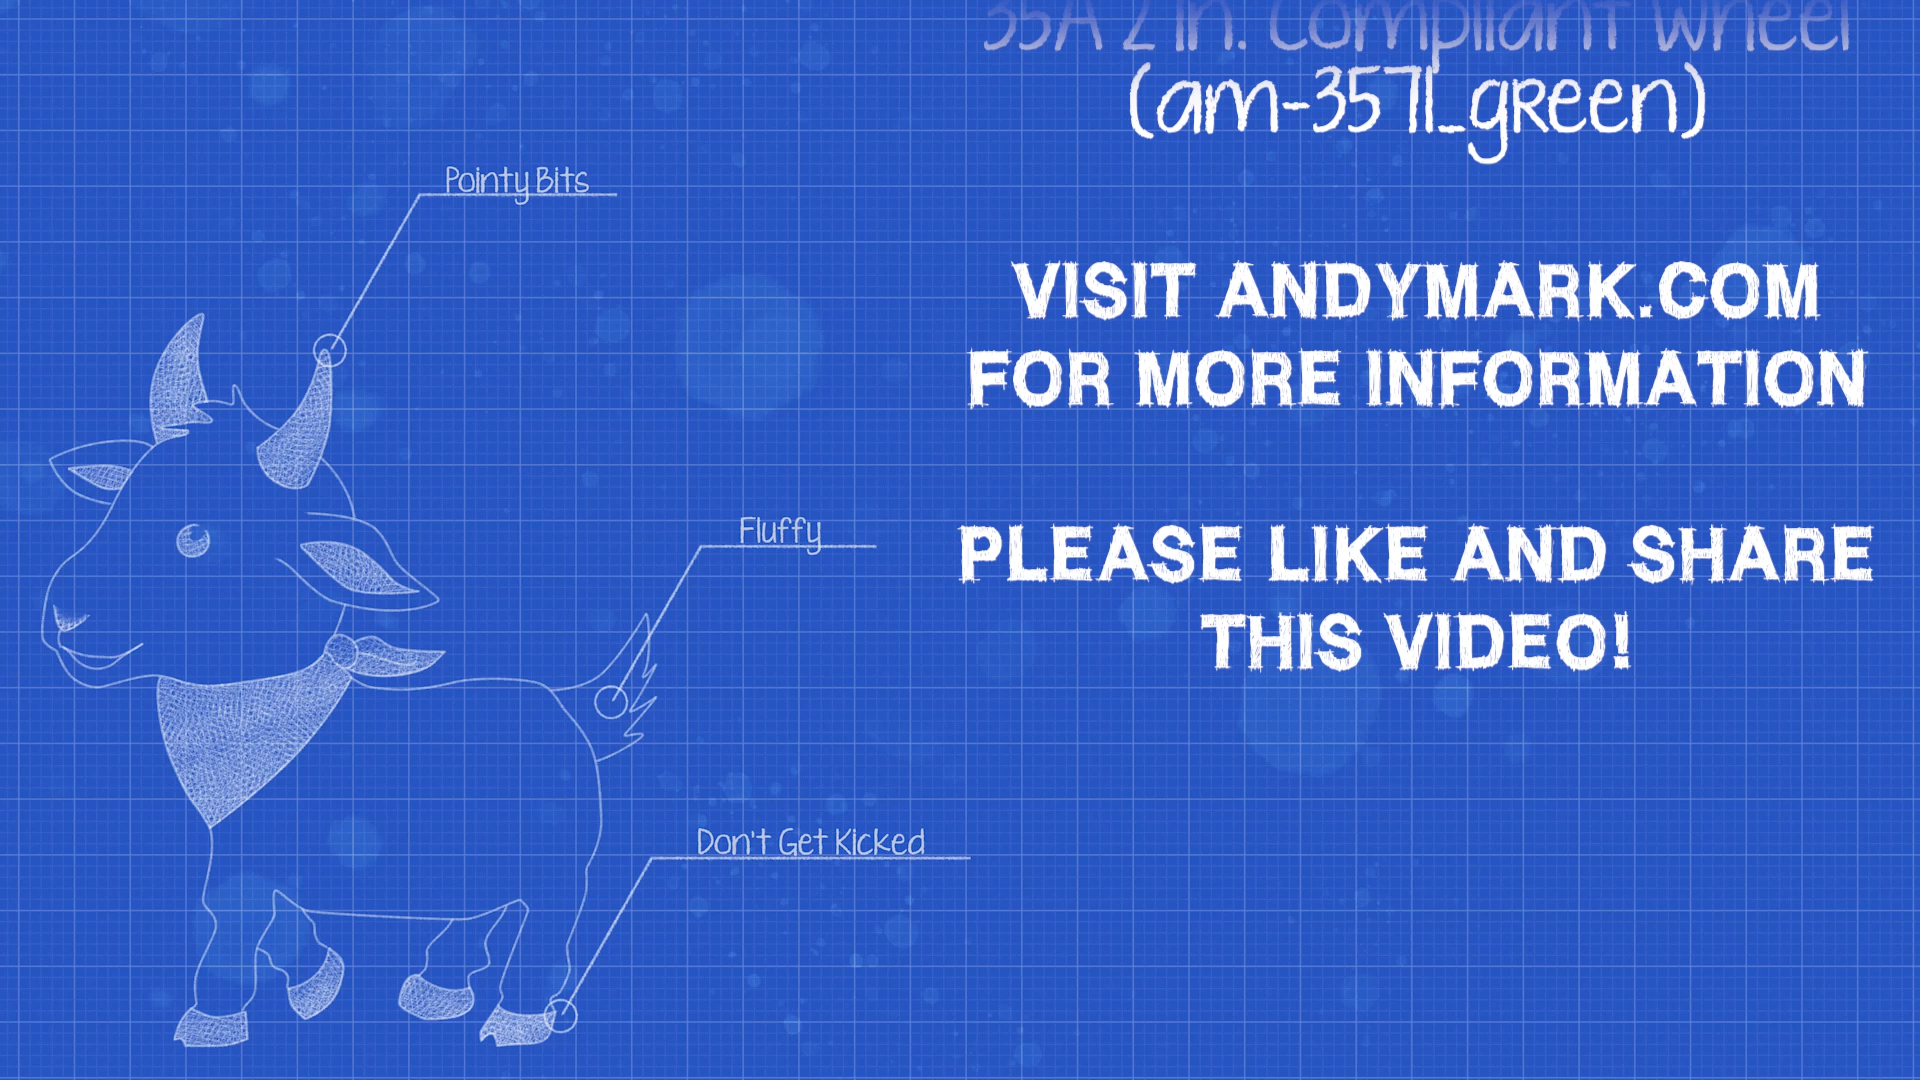 35A 2 in. Compliant Wheel
(am-3571_green)
Pointy Bits
VISIT ANDYMARK.COM
FOR MORE INFORMATION
Fluffy
PLEASE LIKE AND SHARE
THIS VIDEO!
Don't Get Kicked